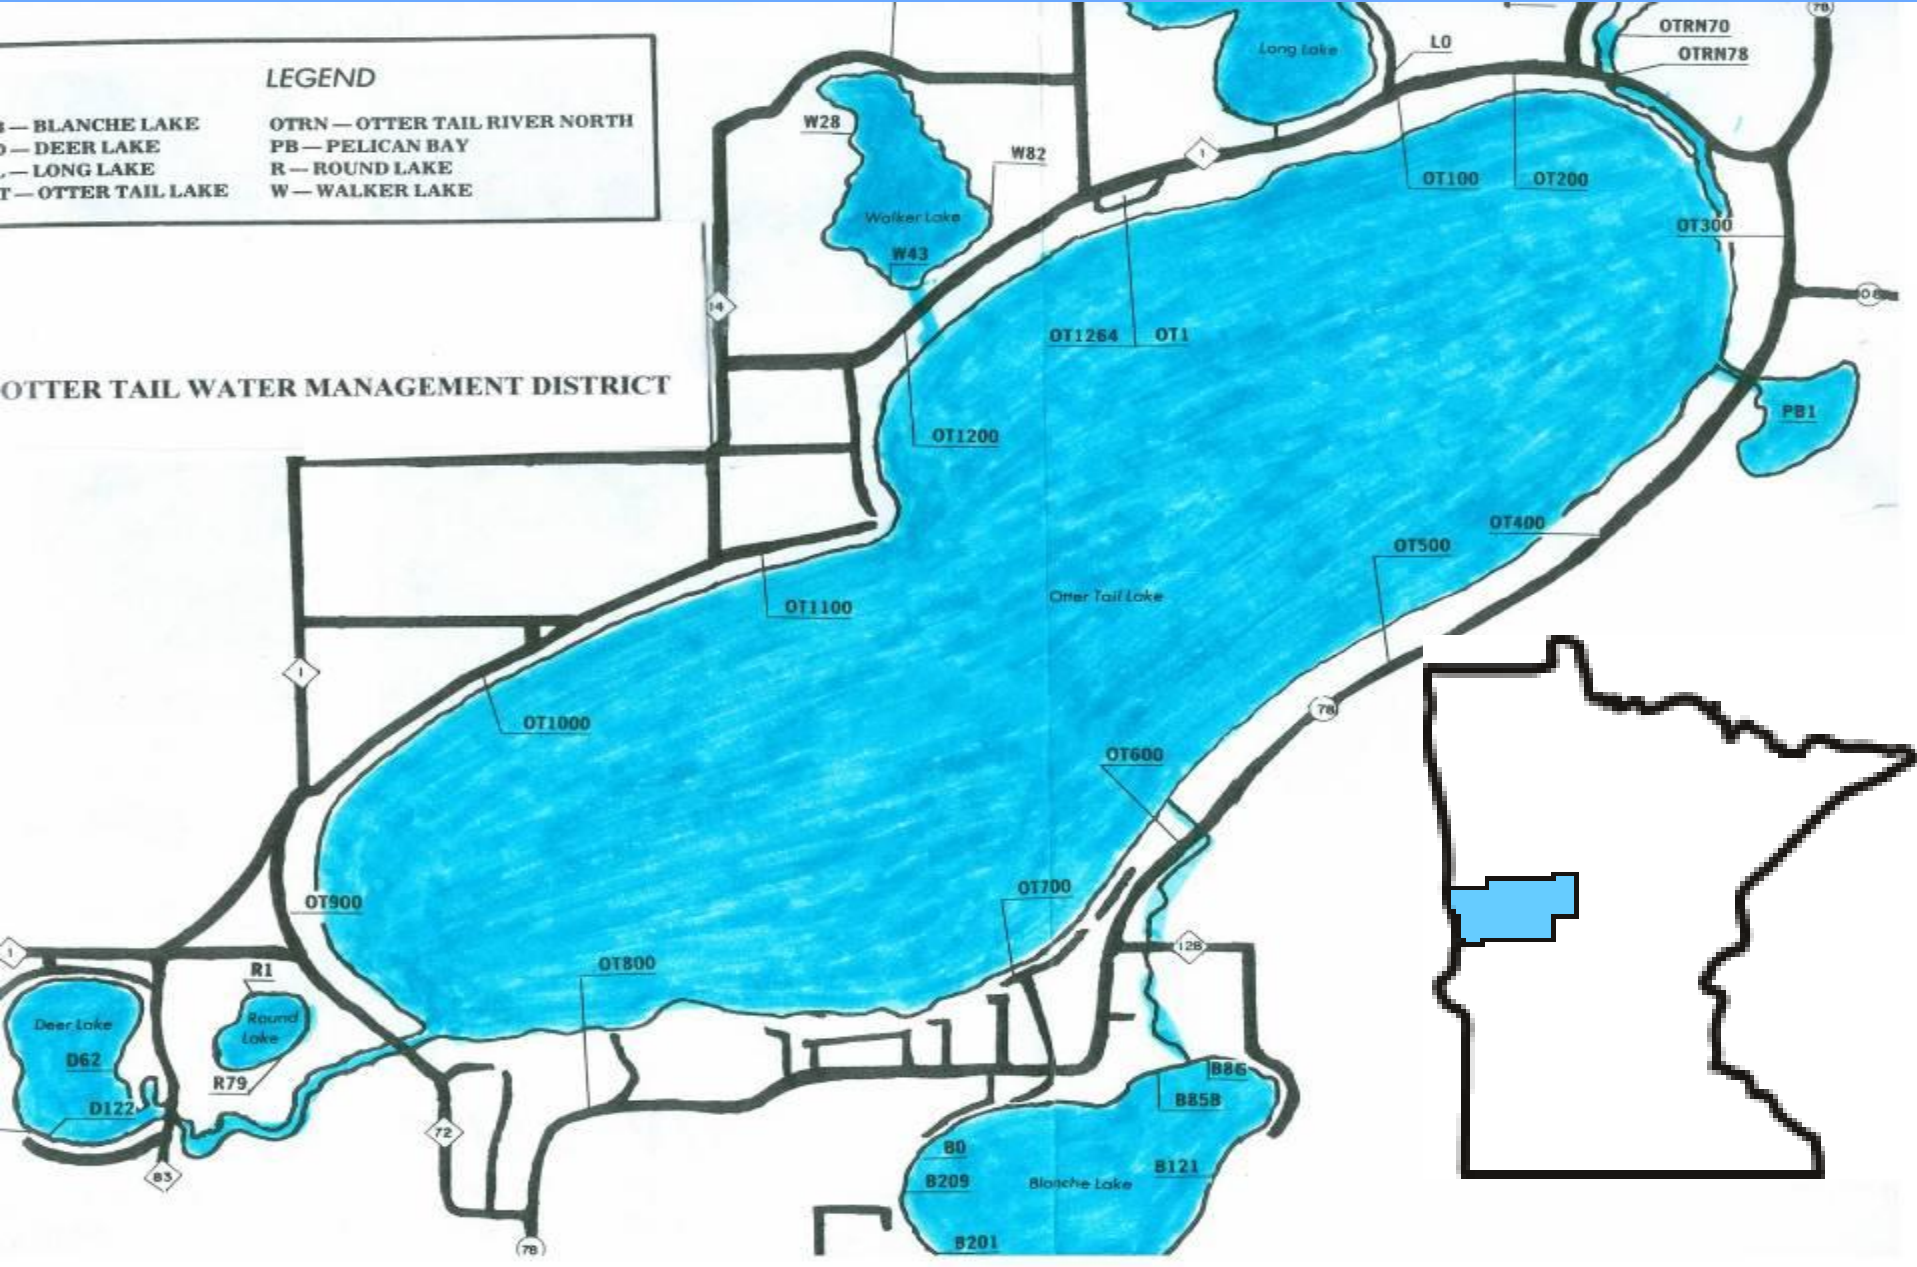 LEGEND
— BLANCHE LAKE
— DEER LAKE
— LONG LAKE
T — OTTER TAIL LAKE
OTRN — OTTER TAIL RIVER NORTH
PB — PELICAN BAY
R — ROUND LAKE
W — WALKER LAKE
OTTER TAIL WATER MANAGEMENT DISTRICT
Long Lake
L0
OTRN70
OTRN78
78
W28
W82
Walker Lake
W43
1
OT100
OT200
OT300
14
OT1264
OT1
PB1
OT1200
OT400
OT500
Otter Tail Lake
OT1100
1
OT1000
78
OT600
OT700
OT900
OT800
128
1
R1
Round
Lake
R79
Deer Lake
D62
D122
83
72
78
B86
B85B
B0
B209
B121
Blanche Lake
B201